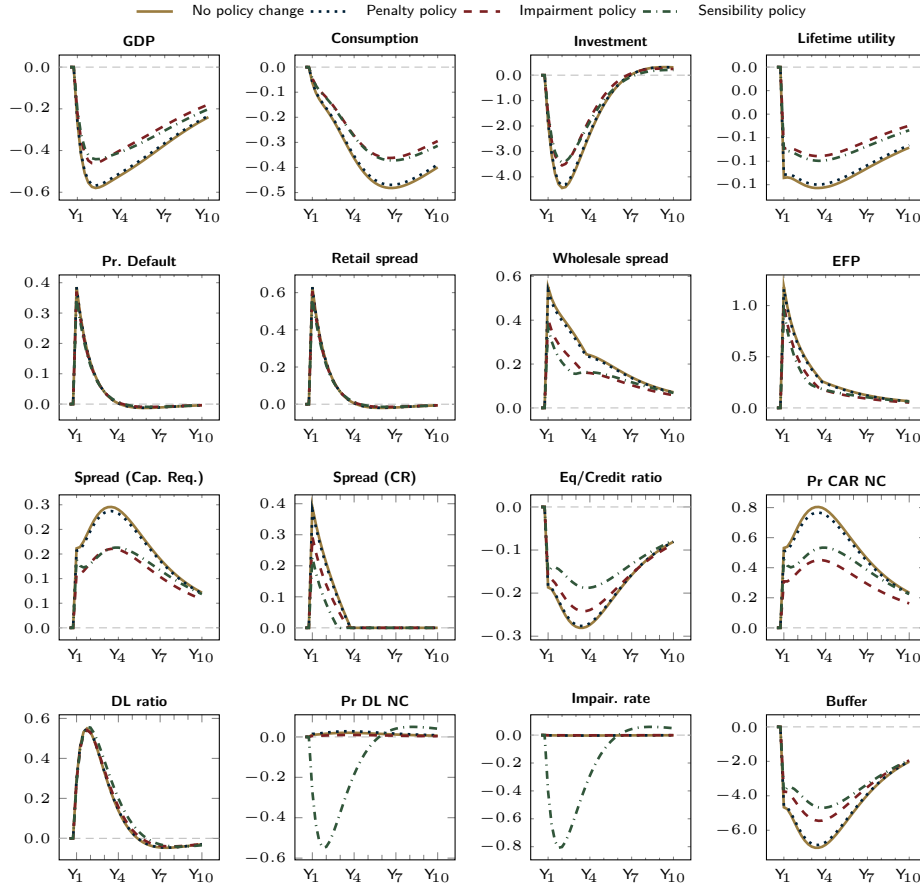 No policy change Penalty policy Impairment policy Sensibility policy
GDP Consumption Investment Lifetime utility
0.0 −0.2 −0.4 −0.6
0.0 −0.1 −0.2 −0.3 −0.4 −0.5
0.0 −1.0 −2.0 −3.0 −4.0
0.0 0.0 0.0 −0.1 −0.1 −0.1
Y1 Y4 Y7 Y10 Y1 Y4 Y7 Y10 Y1 Y4 Y7 Y10 Y1 Y4 Y7 Y10
Pr. Default Retail spread Wholesale spread EFP
0.4 0.3 0.2 0.1 0.0
0.6 0.4 0.2 0.0
0.6 0.4 0.2 0.0
1.0 0.5 0.0
Y1 Y4 Y7 Y10 Y1 Y4 Y7 Y10 Y1 Y4 Y7 Y10 Y1 Y4 Y7 Y10
Spread (Cap. Req.) Spread (CR) Eq/Credit ratio Pr CAR NC
0.3 0.2 0.2 0.1 0.1 0.0
0.4 0.3 0.2 0.1 0.0
0.0 −0.1 −0.2 −0.3
0.8 0.6 0.4 0.2 0.0
Y1 Y4 Y7 Y10 Y1 Y4 Y7 Y10 Y1 Y4 Y7 Y10 Y1 Y4 Y7 Y10
DL ratio Pr DL NC Impair. rate Buffer
0.6 0.4 0.2 0.0
0.0 −0.2 −0.4 −0.6
0.0 −0.2 −0.4 −0.6 −0.8
0.0 −2.0 −4.0 −6.0
Y1 Y4 Y7 Y10 Y1 Y4 Y7 Y10 Y1 Y4 Y7 Y10 Y1 Y4 Y7 Y10